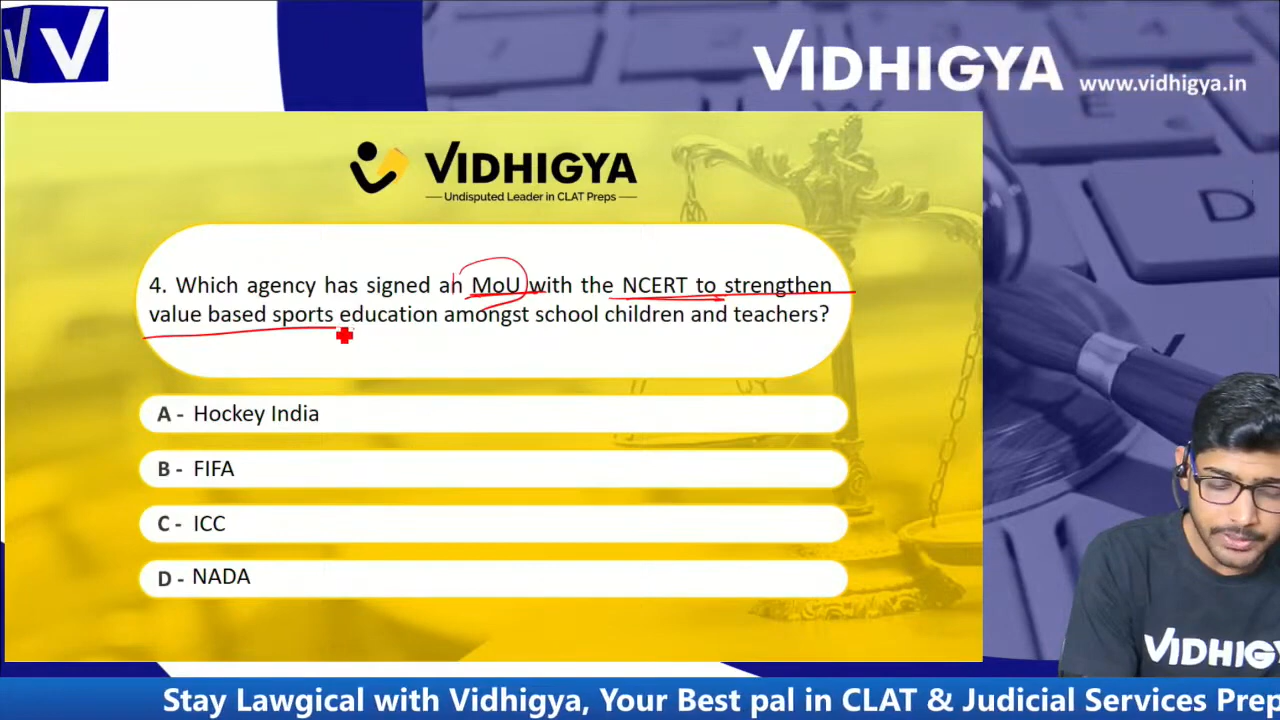 V V
VIDHIGYA www.vidhigya.in
VIDHIGYA
Undisputed Leader in CLAT Preps
4. Which agency has signed an MoU with the NCERT to strengthen
value based sports education amongst school children and teachers?
A - Hockey India
B - FIFA
C - ICC
D - NADA
D
VIDHIG
Stay Lawgical with Vidhigya, Your Best pal in CLAT & Judicial Services Prep